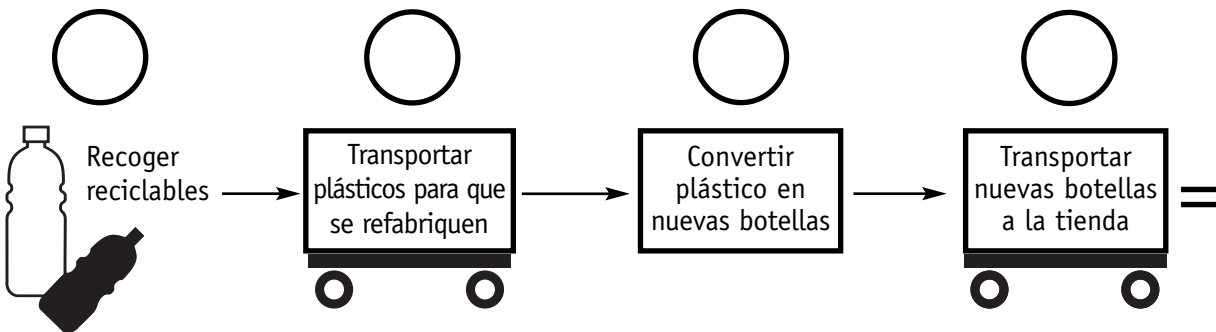 Recoger
reciclables
Transportar
plásticos para que
se refabriquen
Convertir
plástico en
nuevas botellas
Transportar
nuevas botellas
a la tienda